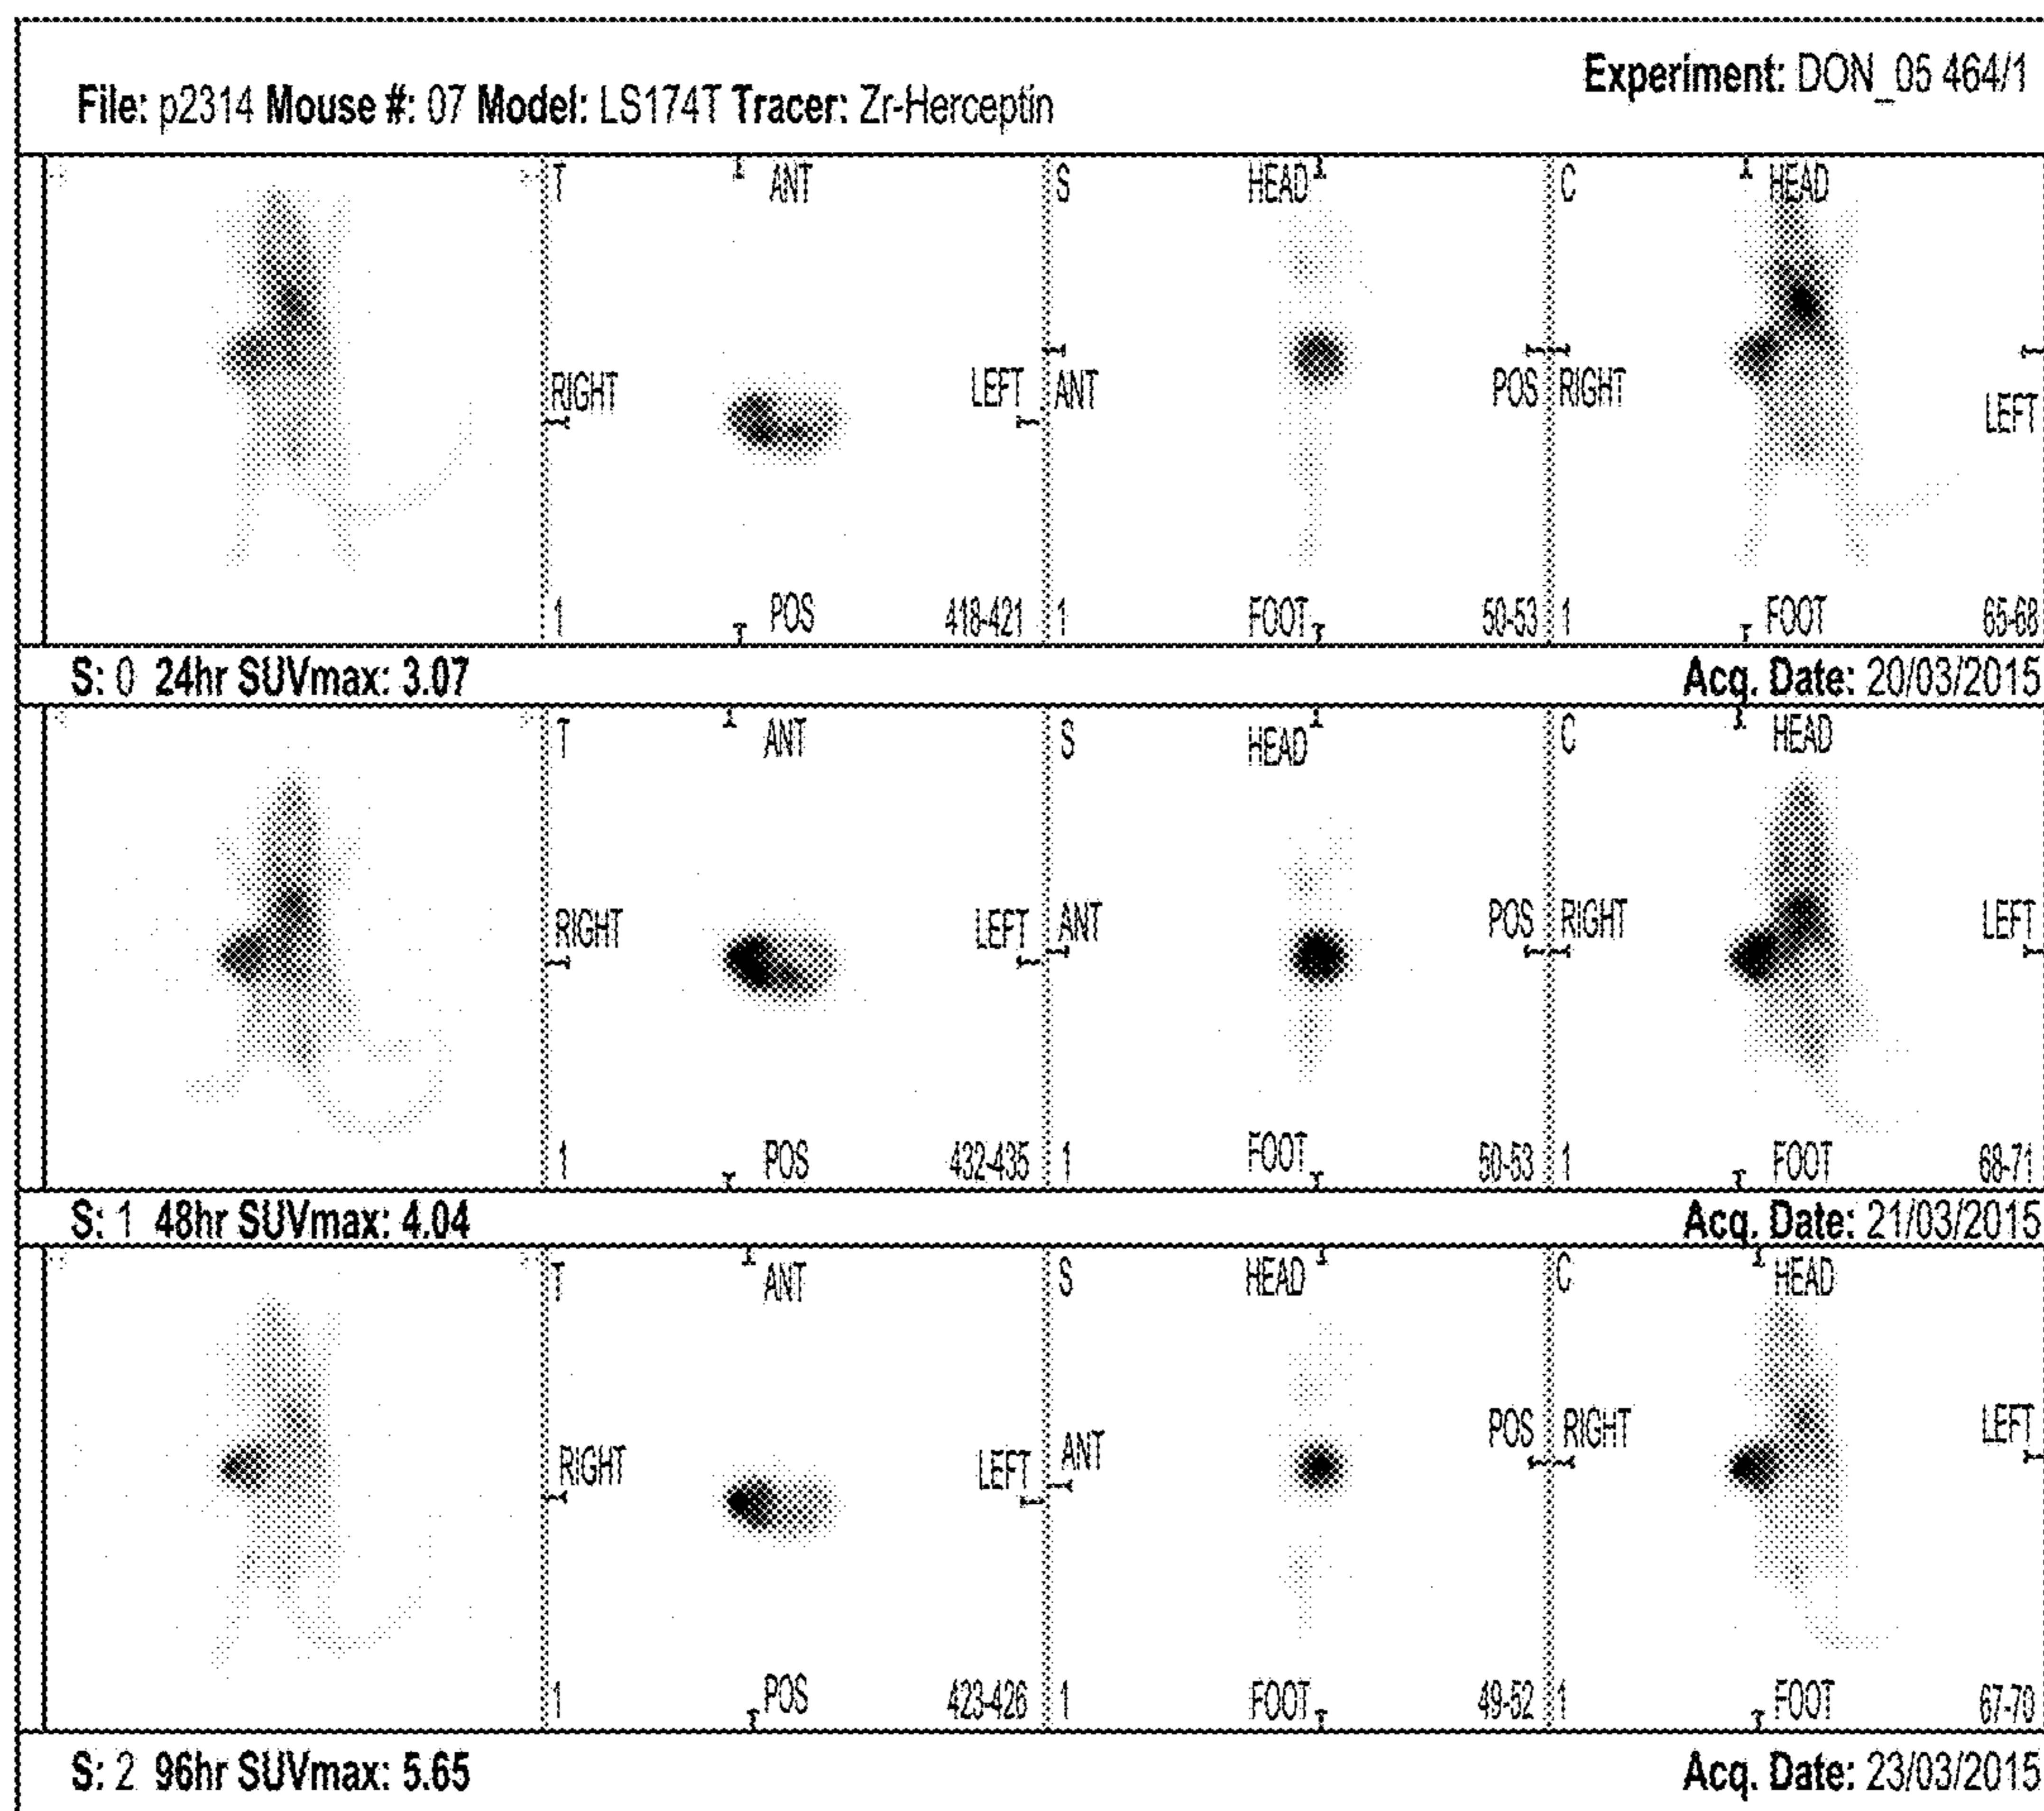 Experiment: DON_05 464/1
File: p2314 Mouse #: 07 Model: LS174T Tracer: Zr-Herceptin
T ANT S HEAD C HEAD
RIGHT LEFT ANT POS RIGHT LEFT
1 POS 418-421 1 FOOT 50-53 1 FOOT 65-68
S: 0 24hr SUVmax: 3.07 Acq. Date: 20/03/2015
T ANT S HEAD C HEAD
RIGHT LEFT ANT POS RIGHT LEFT
1 POS 432-435 1 FOOT 50-53 1 FOOT 68-71
S: 1 48hr SUVmax: 4.04 Acq. Date: 21/03/2015
T ANT S HEAD C HEAD
RIGHT LEFT ANT POS RIGHT LEFT
1 POS 423-426 1 FOOT 49-52 1 FOOT 67-70
S: 2 96hr SUVmax: 5.65 Acq. Date: 23/03/2015